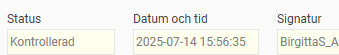 Status Datum och tid Signatur
Kontrollerad 2025-07-14 15:56:35 BirgittaS_A